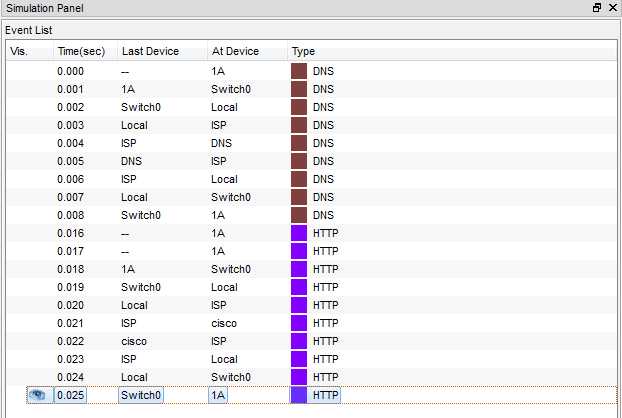 Simulation Panel
Event List
Vis. Time(sec) Last Device At Device Type
0.000 -- 1A DNS
0.001 1A Switch0 DNS
0.002 Switch0 Local DNS
0.003 Local ISP DNS
0.004 ISP DNS DNS
0.005 DNS ISP DNS
0.006 ISP Local DNS
0.007 Local Switch0 DNS
0.008 Switch0 1A DNS
0.016 -- 1A HTTP
0.017 -- 1A HTTP
0.018 1A Switch0 HTTP
0.019 Switch0 Local HTTP
0.020 Local ISP HTTP
0.021 ISP cisco HTTP
0.022 cisco ISP HTTP
0.023 ISP Local HTTP
0.024 Local Switch0 HTTP
0.025 Switch0 1A HTTP